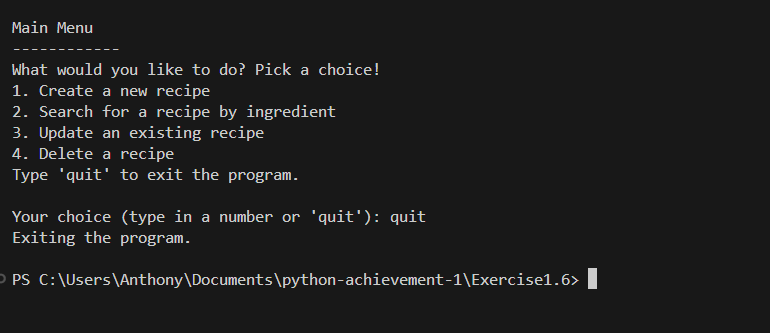 Main Menu
------------
What would you like to do? Pick a choice!
1. Create a new recipe
2. Search for a recipe by ingredient
3. Update an existing recipe
4. Delete a recipe
Type 'quit' to exit the program.
Your choice (type in a number or 'quit'): quit
Exiting the program.
PS C:\Users\Anthony\Documents\python-achievement-1\Exercise1.6>